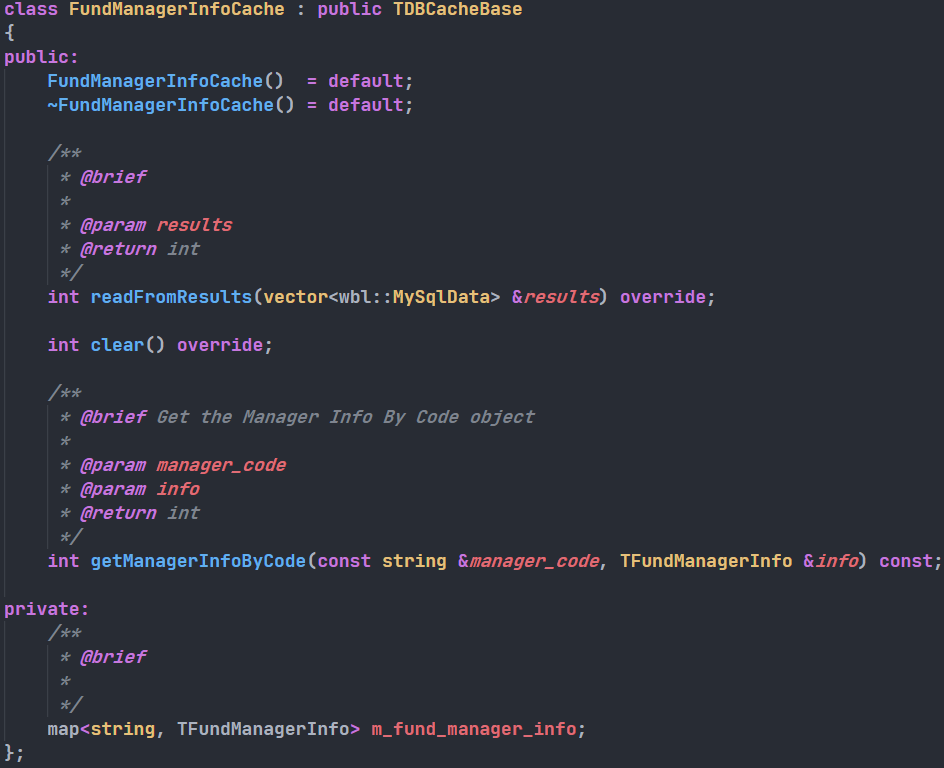 class FundManagerInfoCache : public TDBCacheBase
{
public:
    FundManagerInfoCache()  = default;
    ~FundManagerInfoCache() = default;

    /**
     * @brief
     *
     * @param results
     * @return int
     */
    int readFromResults(vector<wbl::MySqlData> &results) override;

    int clear() override;

    /**
     * @brief Get the Manager Info By Code object
     *
     * @param manager_code
     * @param info
     * @return int
     */
    int getManagerInfoByCode(const string &manager_code, TFundManagerInfo &info) const;

private:
    /**
     * @brief
     *
     */
    map<string, TFundManagerInfo> m_fund_manager_info;
};